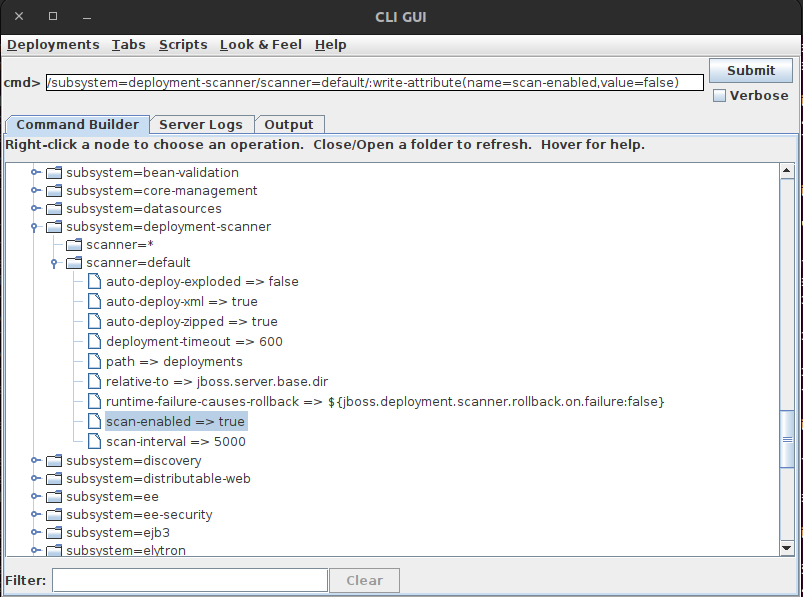 CLI GUI
Deployments Tabs Scripts Look & Feel Help
cmd> /subsystem=deployment-scanner/scanner=default/:write-attribute(name=scan-enabled,value=false) Submit
Verbose
Command Builder Server Logs Output
Right-click a node to choose an operation. Close/Open a folder to refresh. Hover for help.
subsystem=bean-validation
subsystem=core-management
subsystem=datasources
subsystem=deployment-scanner
scanner=*
scanner=default
auto-deploy-exploded => false
auto-deploy-xml => true
auto-deploy-zipped => true
deployment-timeout => 600
path => deployments
relative-to => jboss.server.base.dir
runtime-failure-causes-rollback => ${jboss.deployment.scanner.rollback.on.failure:false}
scan-enabled => true
scan-interval => 5000
subsystem=discovery
subsystem=distributable-web
subsystem=ee
subsystem=ee-security
subsystem=ejb3
subsystem=elytron
Filter: Clear